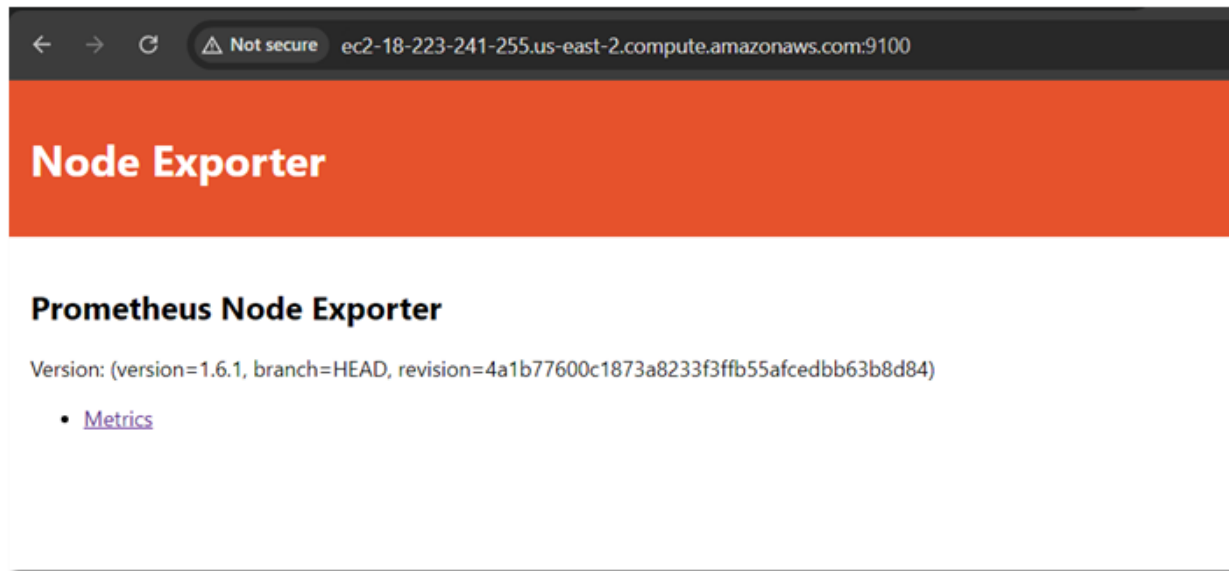 Not secure ec2-18-223-241-255.us-east-2.compute.amazonaws.com:9100
Node Exporter
Prometheus Node Exporter
Version: (version=1.6.1, branch=HEAD, revision=4a1b77600c1873a8233f3ffb55afcedbb63b8d84)
Metrics